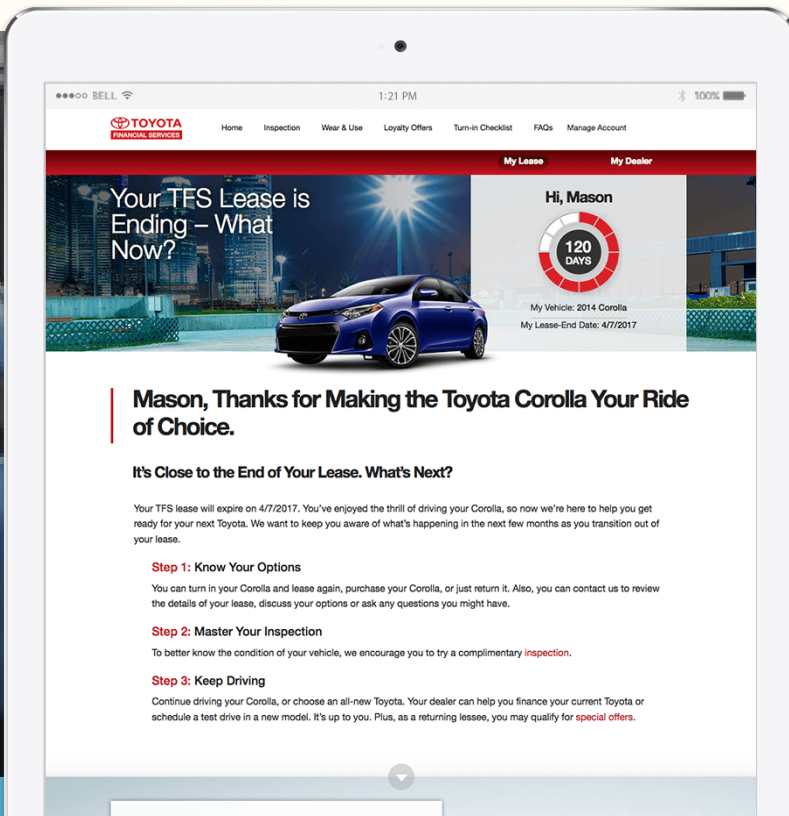 BELL
1:21 PM
100%
TOYOTA
FINANCIAL SERVICES
Home Inspection Wear & Use Loyalty Offers Turn-in Checklist FAQs Manage Account
My Lease My Dealer
Your TFS Lease is
Ending – What
Now?
Hi, Mason
120
DAYS
My Vehicle: 2014 Corolla
My Lease-End Date: 4/7/2017
Mason, Thanks for Making the Toyota Corolla Your Ride
of Choice.
It's Close to the End of Your Lease. What's Next?
Your TFS lease will expire on 4/7/2017. You've enjoyed the thrill of driving your Corolla, so now we're here to help you get
ready for your next Toyota. We want to keep you aware of what's happening in the next few months as you transition out of
your lease.
Step 1: Know Your Options
You can turn in your Corolla and lease again, purchase your Corolla, or just return it. Also, you can contact us to review
the details of your lease, discuss your options or ask any questions you might have.
Step 2: Master Your Inspection
To better know the condition of your vehicle, we encourage you to try a complimentary inspection.
Step 3: Keep Driving
Continue driving your Corolla, or choose an all-new Toyota. Your dealer can help you finance your current Toyota or
schedule a test drive in a new model. It's up to you. Plus, as a returning lessee, you may qualify for special offers.